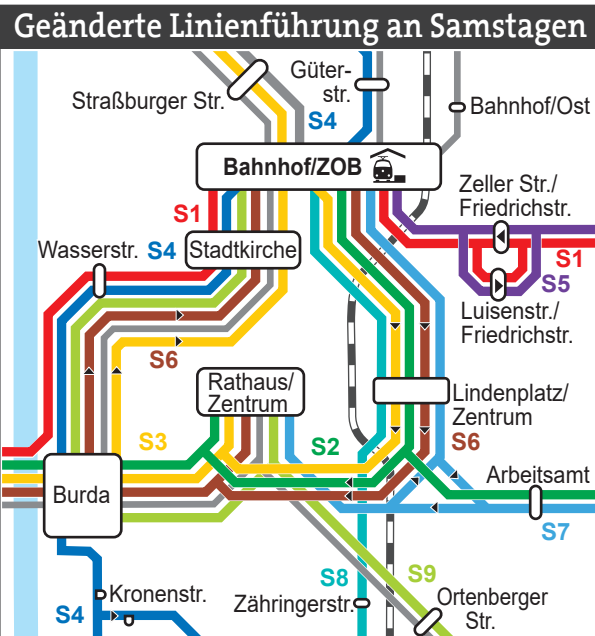 Geänderte Linienführung an Samstagen
Güter-
str.
Straßburger Str.
S4
Bahnhof/Ost
Bahnhof/ZOB
Zeller Str./
Friedrichstr.
S1
Wasserstr.
S4
Stadtkirche
S1
S5
Luisenstr./
Friedrichstr.
S6
Rathaus/
Zentrum
Lindenplatz/
Zentrum
S3
S2
S6
Arbeitsamt
Burda
S7
S8
S9
Kronenstr.
Zähringerstr.
Ortenberger
Str.
S4